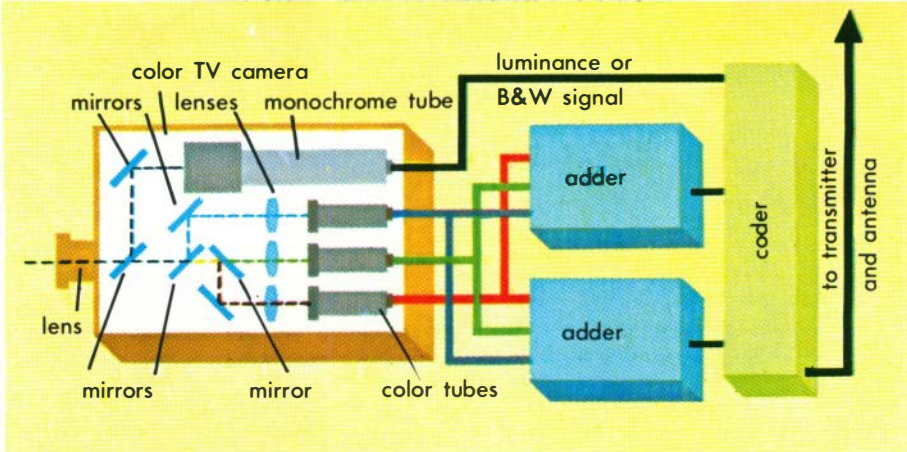 color TV camera
mirrors
lenses
monochrome tube
luminance or
B&W signal
adder
adder
coder
to transmitter
and antenna
lens
mirrors
mirror
color tubes